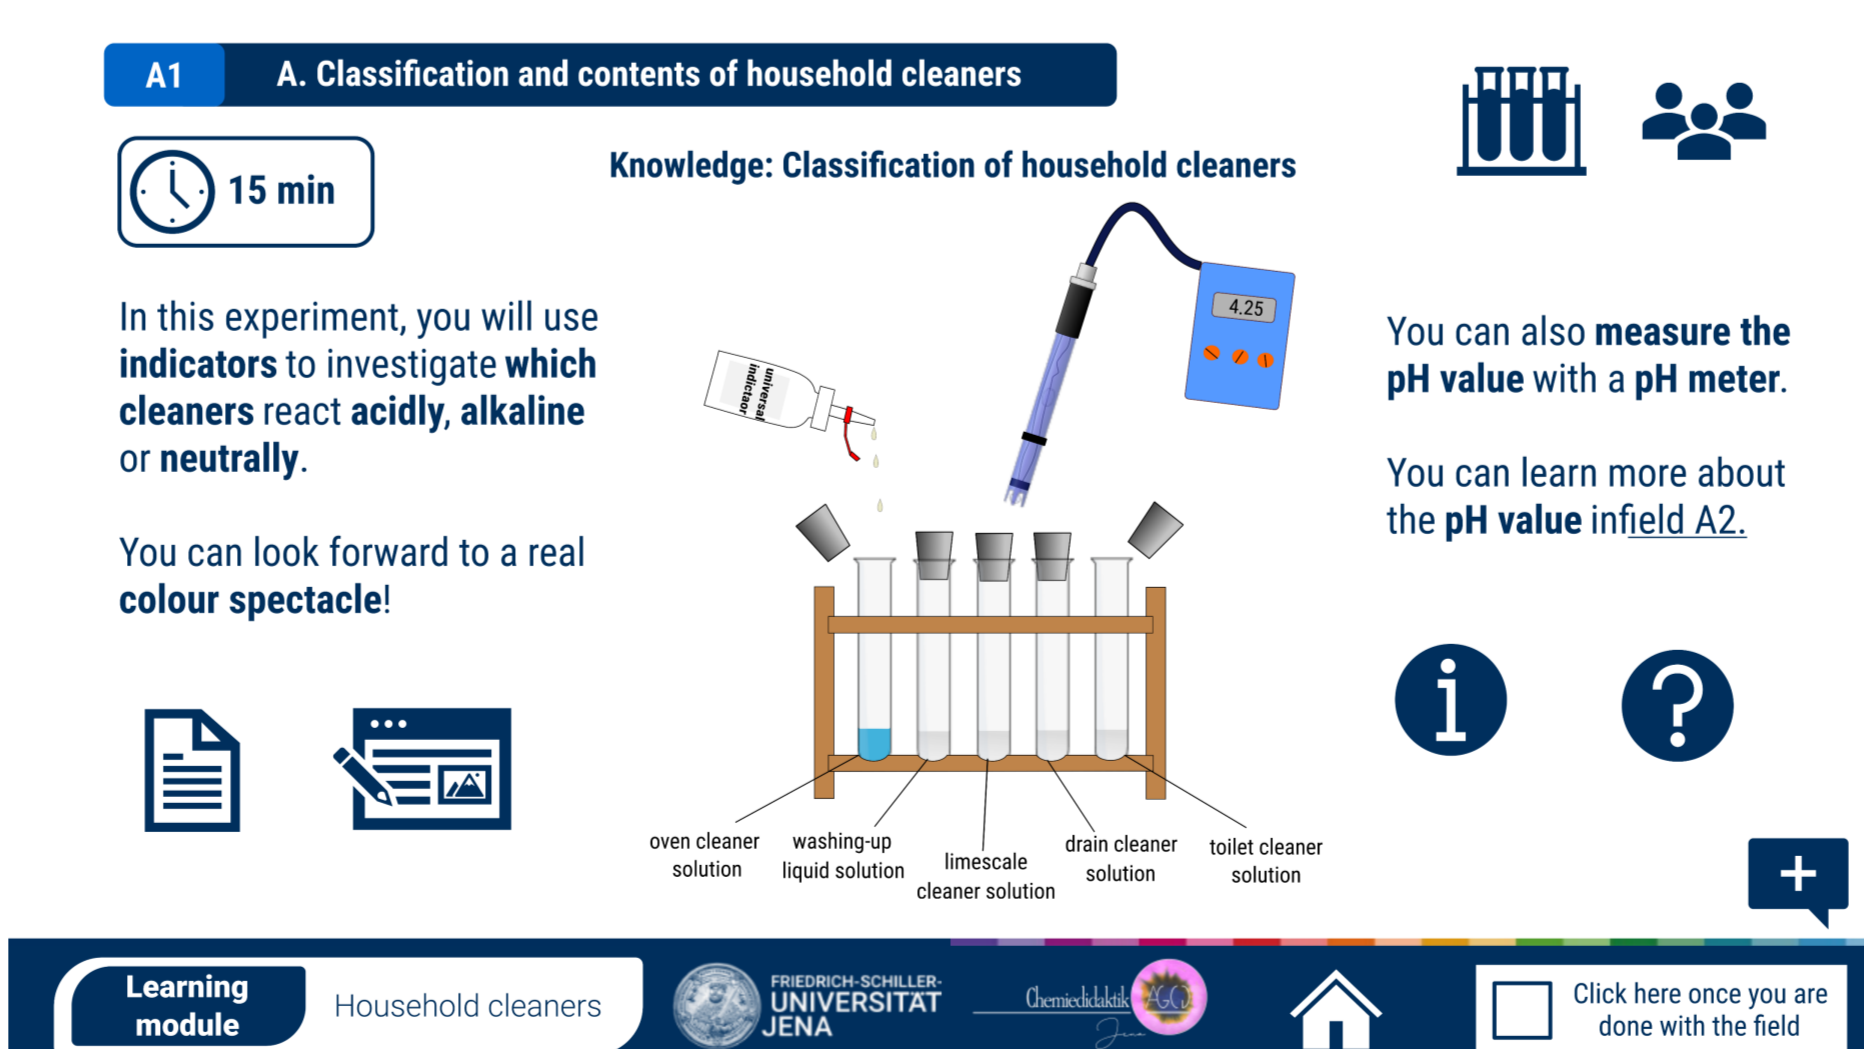 A1
A. Classification and contents of household cleaners
15 min
Knowledge: Classification of household cleaners
In this experiment, you will use
indicators to investigate which
cleaners react acidly, alkaline
or neutrally.
You can look forward to a real
colour spectacle!
universal
indictaor
4.25
You can also measure the
pH value with a pH meter.
You can learn more about
the pH value infield A2.
oven cleaner
solution
washing-up
liquid solution
limescale
cleaner solution
drain cleaner
solution
toilet cleaner
solution
Learning
module
Household cleaners
FRIEDRICH-SCHILLER-
UNIVERSITÄT
JENA
Chemiedidaktik
Jena
Click here once you are
done with the field